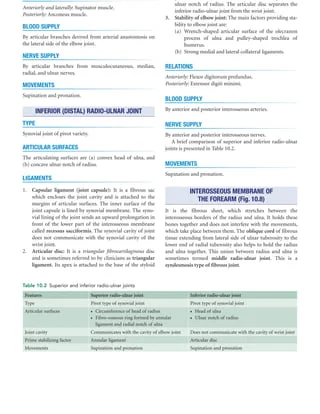 Anteriorly and laterally: Supinator muscle.
Posteriorly: Anconeus muscle.
BLOOD SUPPLY
By articular branches derived from arterial anastomosis on
the lateral side of the elbow joint.
NERVE SUPPLY
By articular branches from musculocutaneous, median,
radial, and ulnar nerves.
MOVEMENTS
Supination and pronation.
INFERIOR (DISTAL) RADIO-ULNAR JOINT
TYPE
Synovial joint of pivot variety.
ARTICULAR SURFACES
The articulating surfaces are (a) convex head of ulna, and
(b) concave ulnar notch of radius.
LIGAMENTS
1. Capsular ligament (joint capsule): It is a fibrous sac
which encloses the joint cavity and is attached to the
margins of articular surfaces. The inner surface of the
joint capsule is lined by synovial membrane. The syno-
vial lining of the joint sends an upward prolongation in
front of the lower part of the interosseous membrane
called recessus sacciformis. The synovial cavity of joint
does not communicate with the synovial cavity of the
wrist joint.
2. Articular disc: It is a triangular fibrocartilaginous disc
and is sometimes referred to by clinicians as triangular
ligament. Its apex is attached to the base of the styloid
ulnar notch of radius. The articular disc separates the
inferior radio-ulnar joint from the wrist joint.
3. Stability of elbow joint: The main factors providing sta-
bility to elbow joint are:
(a) Wrench-shaped articular surface of the olecranon
process of ulna and pulley-shaped trochlea of
humerus.
(b) Strong medial and lateral collateral ligaments.
RELATIONS
Anteriorly: Flexor digitorum profundus.
Posteriorly: Extensor digiti minimi.
BLOOD SUPPLY
By anterior and posterior interosseous arteries.
NERVE SUPPLY
By anterior and posterior interosseous nerves.
A brief comparison of superior and inferior radio-ulnar
joints is presented in Table 10.2.
MOVEMENTS
Supination and pronation.
INTEROSSEOUS MEMBRANE OF
THE FOREARM (Fig. 10.8)
It is the fibrous sheet, which stretches between the
interosseous borders of the radius and ulna. It holds these
bones together and does not interfere with the movements,
which take place between them. The oblique cord of fibrous
tissue extending from lateral side of ulnar tuberosity to the
lower end of radial tuberosity also helps to hold the radius
and ulna together. This union between radius and ulna is
sometimes termed middle radio-ulnar joint. This is a
syndesmosis type of fibrous joint.
Table 10.2 Superior and inferior radio-ulnar joints
Features Superior radio-ulnar joint Inferior radio-ulnar joint
Type Pivot type of synovial joint Pivot type of synovial joint
Articular surfaces • Circumference of head of radius • Head of ulna
• Fibro-osseous ring formed by annular • Ulnar notch of radius
ligament and radial notch of ulna
Joint cavity Communicates with the cavity of elbow joint Does not communicate with the cavity of wrist joint
Prime stabilizing factor Annular ligament Articular disc
Movements Supination and pronation Supination and pronation